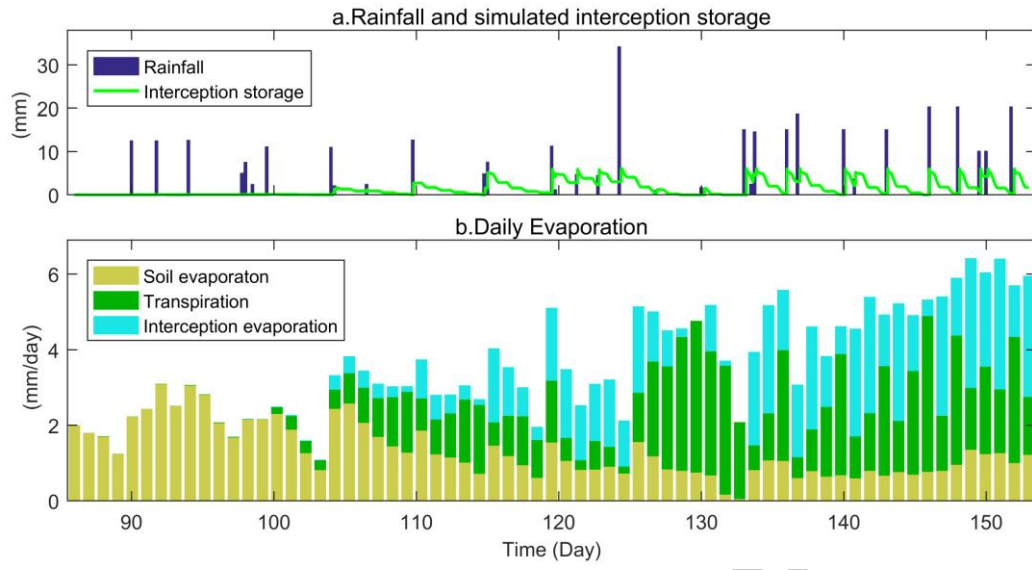 a.Rainfall and simulated interception storage
30
20
10
0
(mm)
Rainfall
Interception storage
b.Daily Evaporation
6
4
2
0
(mm/day)
Soil evaporaton
Transpiration
Interception evaporation
90 100 110 120 130 140 150
Time (Day)